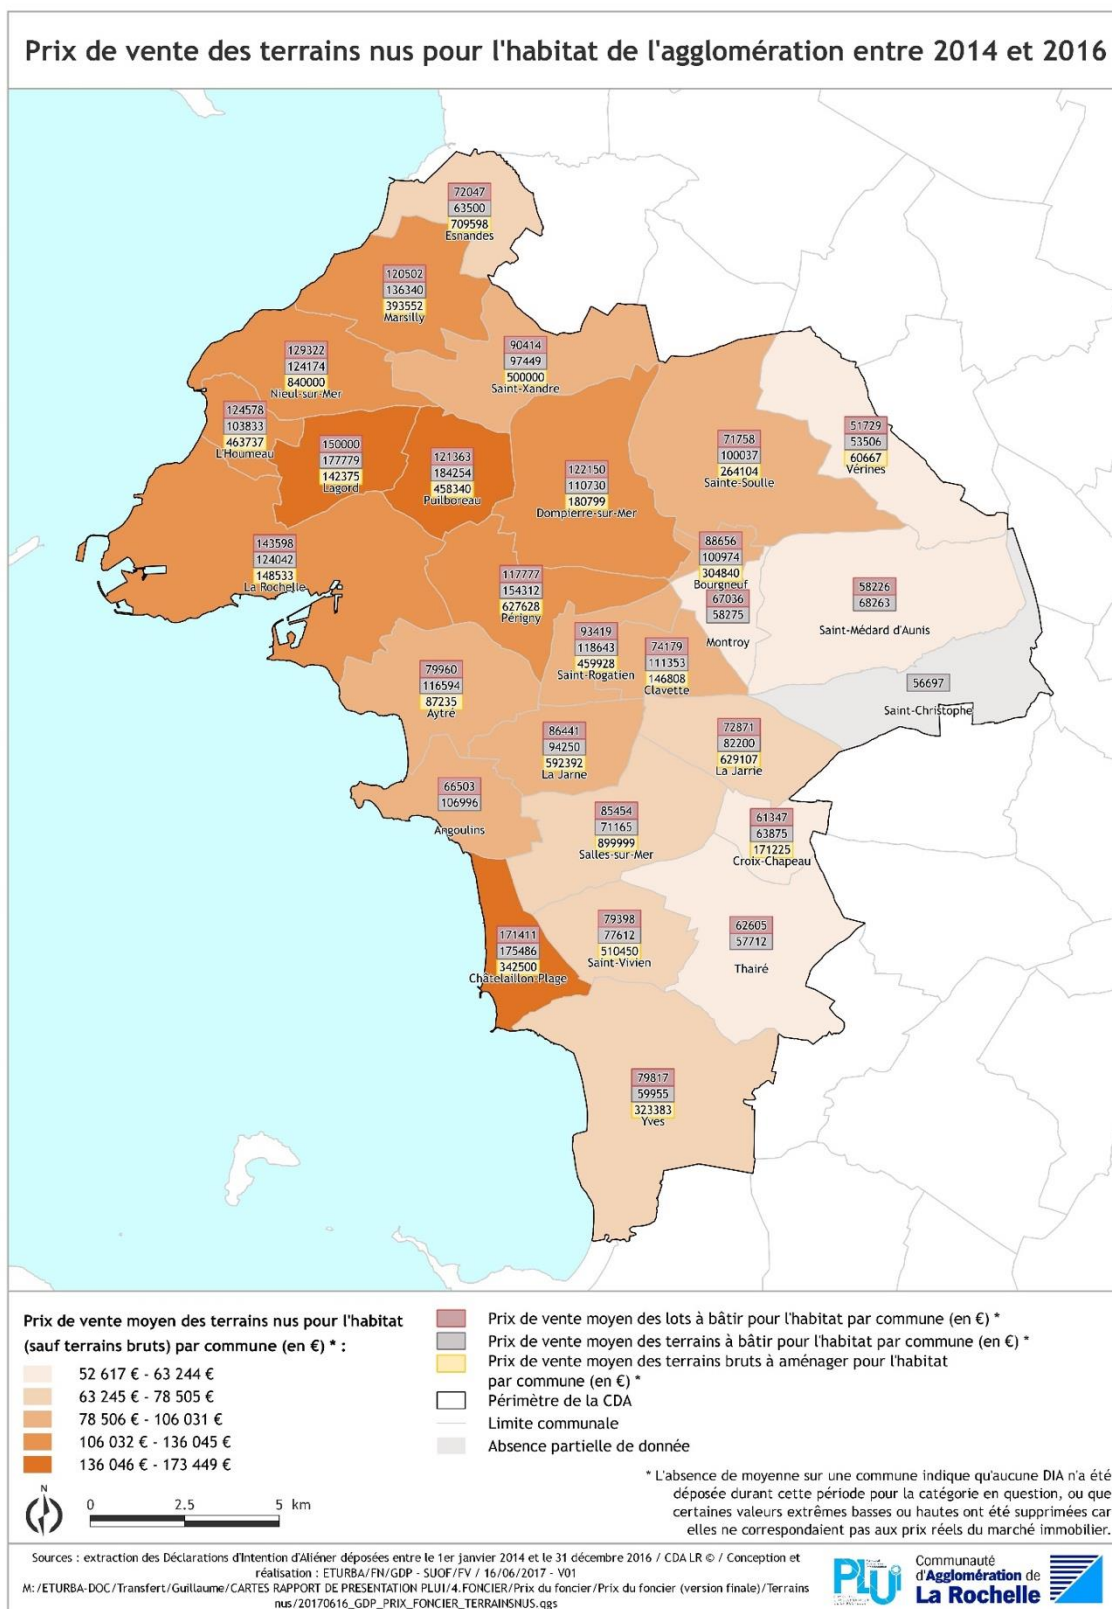 Prix de vente des terrains nus pour l'habitat de l'agglomération entre 2014 et 2016
72047
63500
709598
Esnandes
120502
136340
393552
Marsilly
129322
124174
840000
Nieul-sur-Mer
90414
97449
500000
Saint-Xandre
124578
103833
463737
L'Houmeau
150000
177779
142375
Lagord
121363
184254
458340
Puilboreau
122150
110730
180799
Dompierre-sur-Mer
71758
100037
264104
Sainte-Soulle
51729
53506
60667
Vérines
143598
124042
148533
La Rochelle
117777
154312
627628
Périgny
88656
100974
304840
Bourgneuf
67036
58275
Montroy
58226
68263
Saint-Médard d'Aunis
93419
118643
459928
Saint-Rogatien
74179
111353
146808
Clavette
56697
Saint-Christophe
79960
116594
87235
Aytré
86441
94250
592392
La Jarne
72871
82200
629107
La Jarrie
66503
106996
Angoulins
85454
71165
899999
Salles-sur-Mer
61347
63875
171225
Croix-Chapeau
171411
175486
342500
Châtelaillon-Plage
79398
77612
510450
Saint-Vivien
62605
57712
Thairé
79817
59955
323383
Yves
Prix de vente moyen des terrains nus pour l'habitat
(sauf terrains bruts) par commune (en €) * :
52 617 € - 63 244 €
63 245 € - 78 505 €
78 506 € - 106 031 €
106 032 € - 136 045 €
136 046 € - 173 449 €
N
0 2.5 5 km
Prix de vente moyen des lots à bâtir pour l'habitat par commune (en €) *
Prix de vente moyen des terrains à bâtir pour l'habitat par commune (en €) *
Prix de vente moyen des terrains bruts à aménager pour l'habitat
par commune (en €) *
Périmètre de la CDA
Limite communale
Absence partielle de donnée
* L'absence de moyenne sur une commune indique qu'aucune DIA n'a été
déposée durant cette période pour la catégorie en question, ou que
certaines valeurs extrêmes basses ou hautes ont été supprimées car
elles ne correspondaient pas aux prix réels du marché immobilier.
Sources : extraction des Déclarations d'Intention d'Aliéner déposées entre le 1er janvier 2014 et le 31 décembre 2016 / CDA LR © / Conception et
réalisation : ETURBA/FN/GDP - SUOF/FV / 16/06/2017 - V01
M:/ETURBA-DOC/Transfert/Guillaume/CARTES RAPPORT DE PRESENTATION PLUI/4.FONCIER/Prix du foncier/Prix du foncier (version finale)/Terrains
nus/20170616_GDP_PRIX_FONCIER_TERRAINSNUS.qgs
PLUi
Communauté
d'Agglomération de
La Rochelle